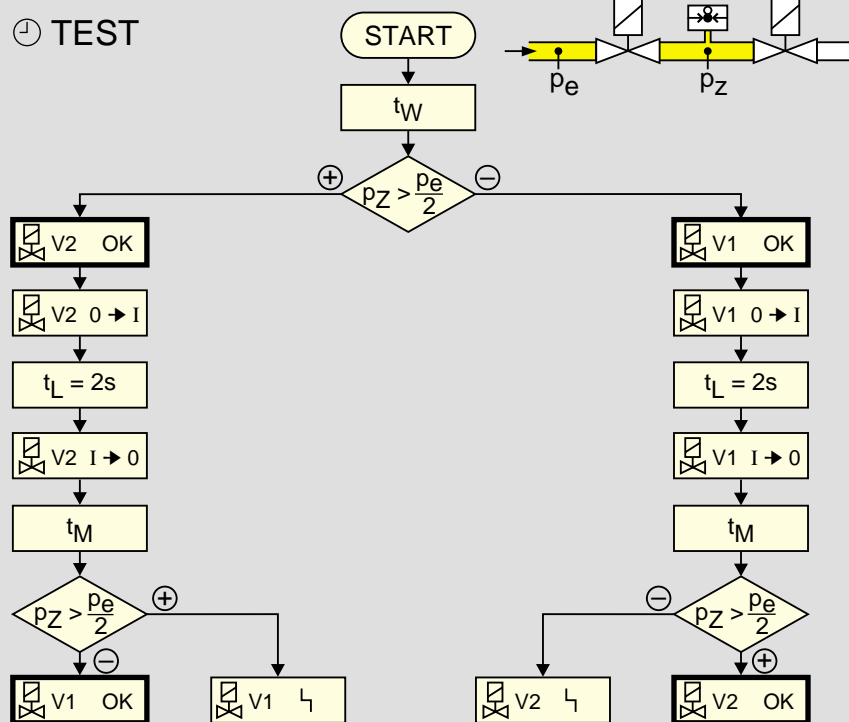 TEST
START
pe
pz
tW
+
pZ > pe/2
−
V2 OK
V1 OK
V2 0 → I
V1 0 → I
tL = 2s
tL = 2s
V2 I → 0
V1 I → 0
tM
tM
pZ > pe/2
+
−
pZ > pe/2
−
+
V1 OK
V1
V2
V2 OK